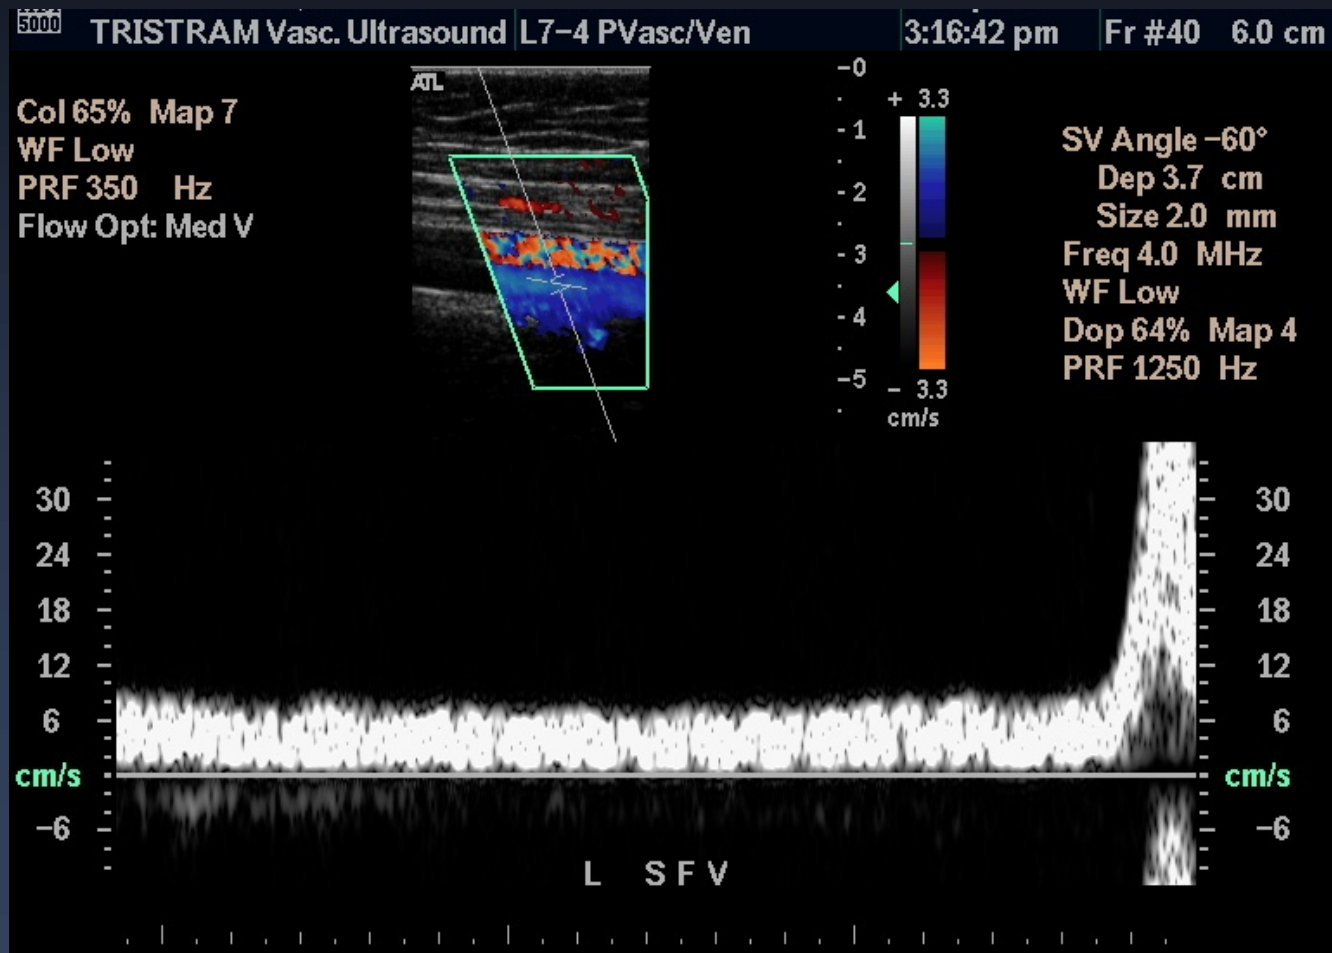 5000
TRISTRAM Vasc. Ultrasound L7-4 PVasc/Ven 3:16:42 pm Fr #40 6.0 cm
ATL
Col 65% Map 7
WF Low
PRF 350 Hz
Flow Opt: Med V
-0
-1
-2
-3
-4
-5
+ 3.3
- 3.3
cm/s
SV Angle -60°
Dep 3.7 cm
Size 2.0 mm
Freq 4.0 MHz
WF Low
Dop 64% Map 4
PRF 1250 Hz
30 30
24 24
18 18
12 12
6 6
cm/s cm/s
-6 -6
L SFV